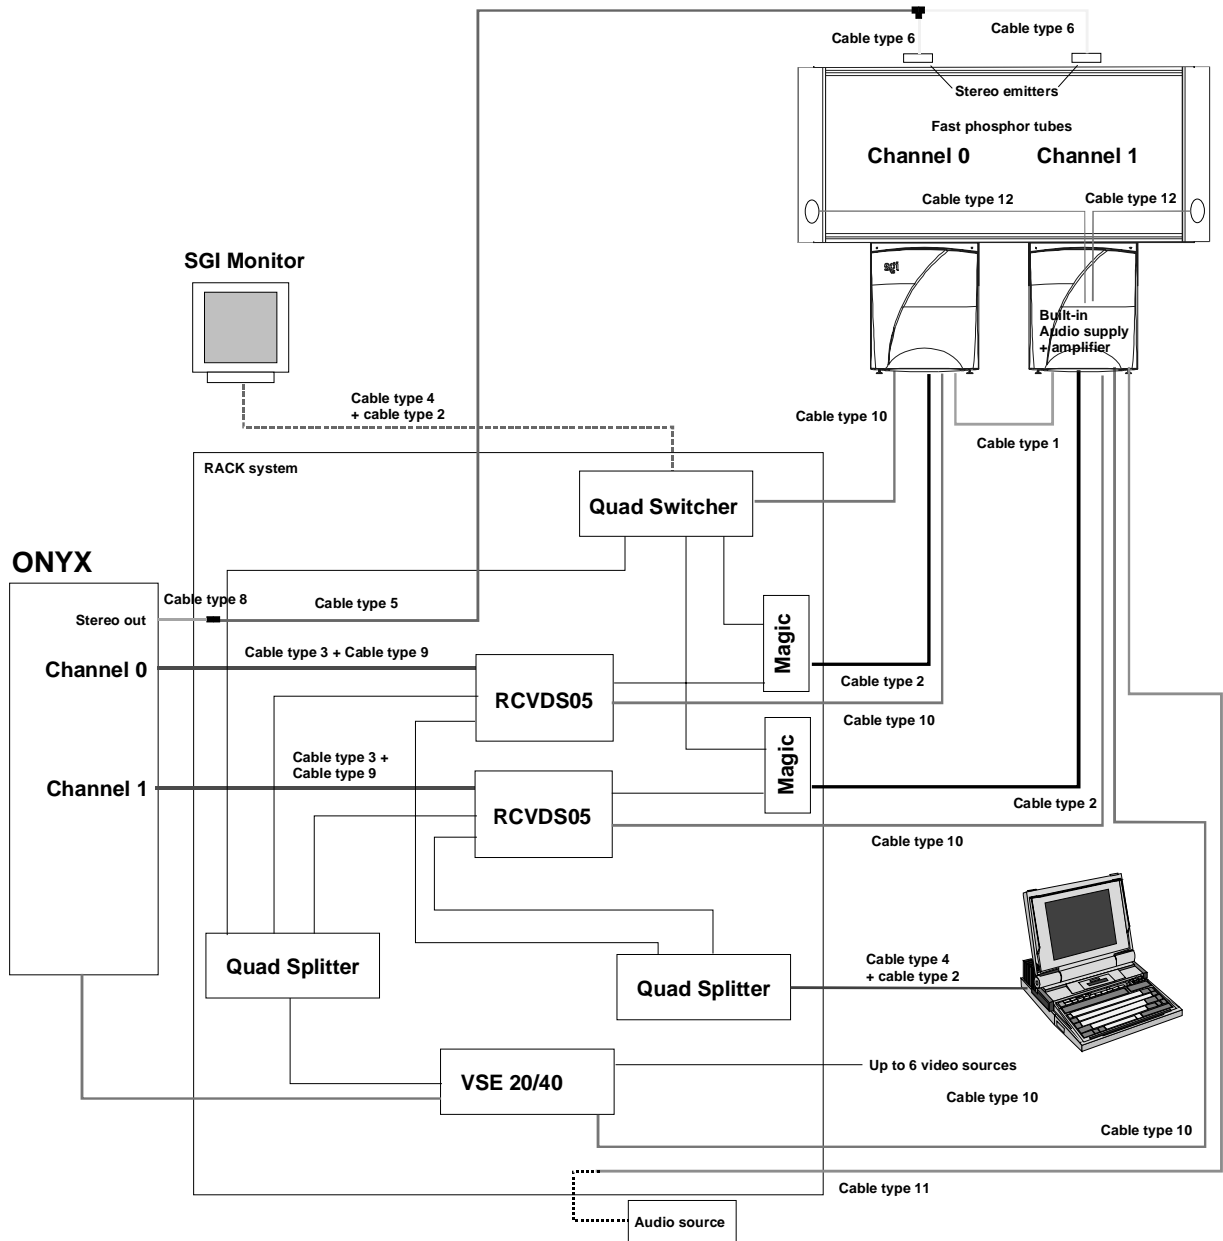 Cable type 6
Cable type 6
Stereo emitters
Fast phosphor tubes
Channel 0
Channel 1
Cable type 12
Cable type 12
SGI Monitor
sgi
Built-in
Audio supply
+ amplifier
Cable type 4
+ cable type 2
Cable type 10
Cable type 1
RACK system
Quad Switcher
ONYX
Cable type 8
Cable type 5
Stereo out
Magic
Cable type 3 + Cable type 9
Channel 0
Cable type 2
RCVDS05
Cable type 10
Magic
Cable type 3 +
Cable type 9
Channel 1
Cable type 2
RCVDS05
Cable type 10
Quad Splitter
Cable type 4
+ cable type 2
Quad Splitter
Up to 6 video sources
VSE 20/40
Cable type 10
Cable type 10
Cable type 11
Audio source